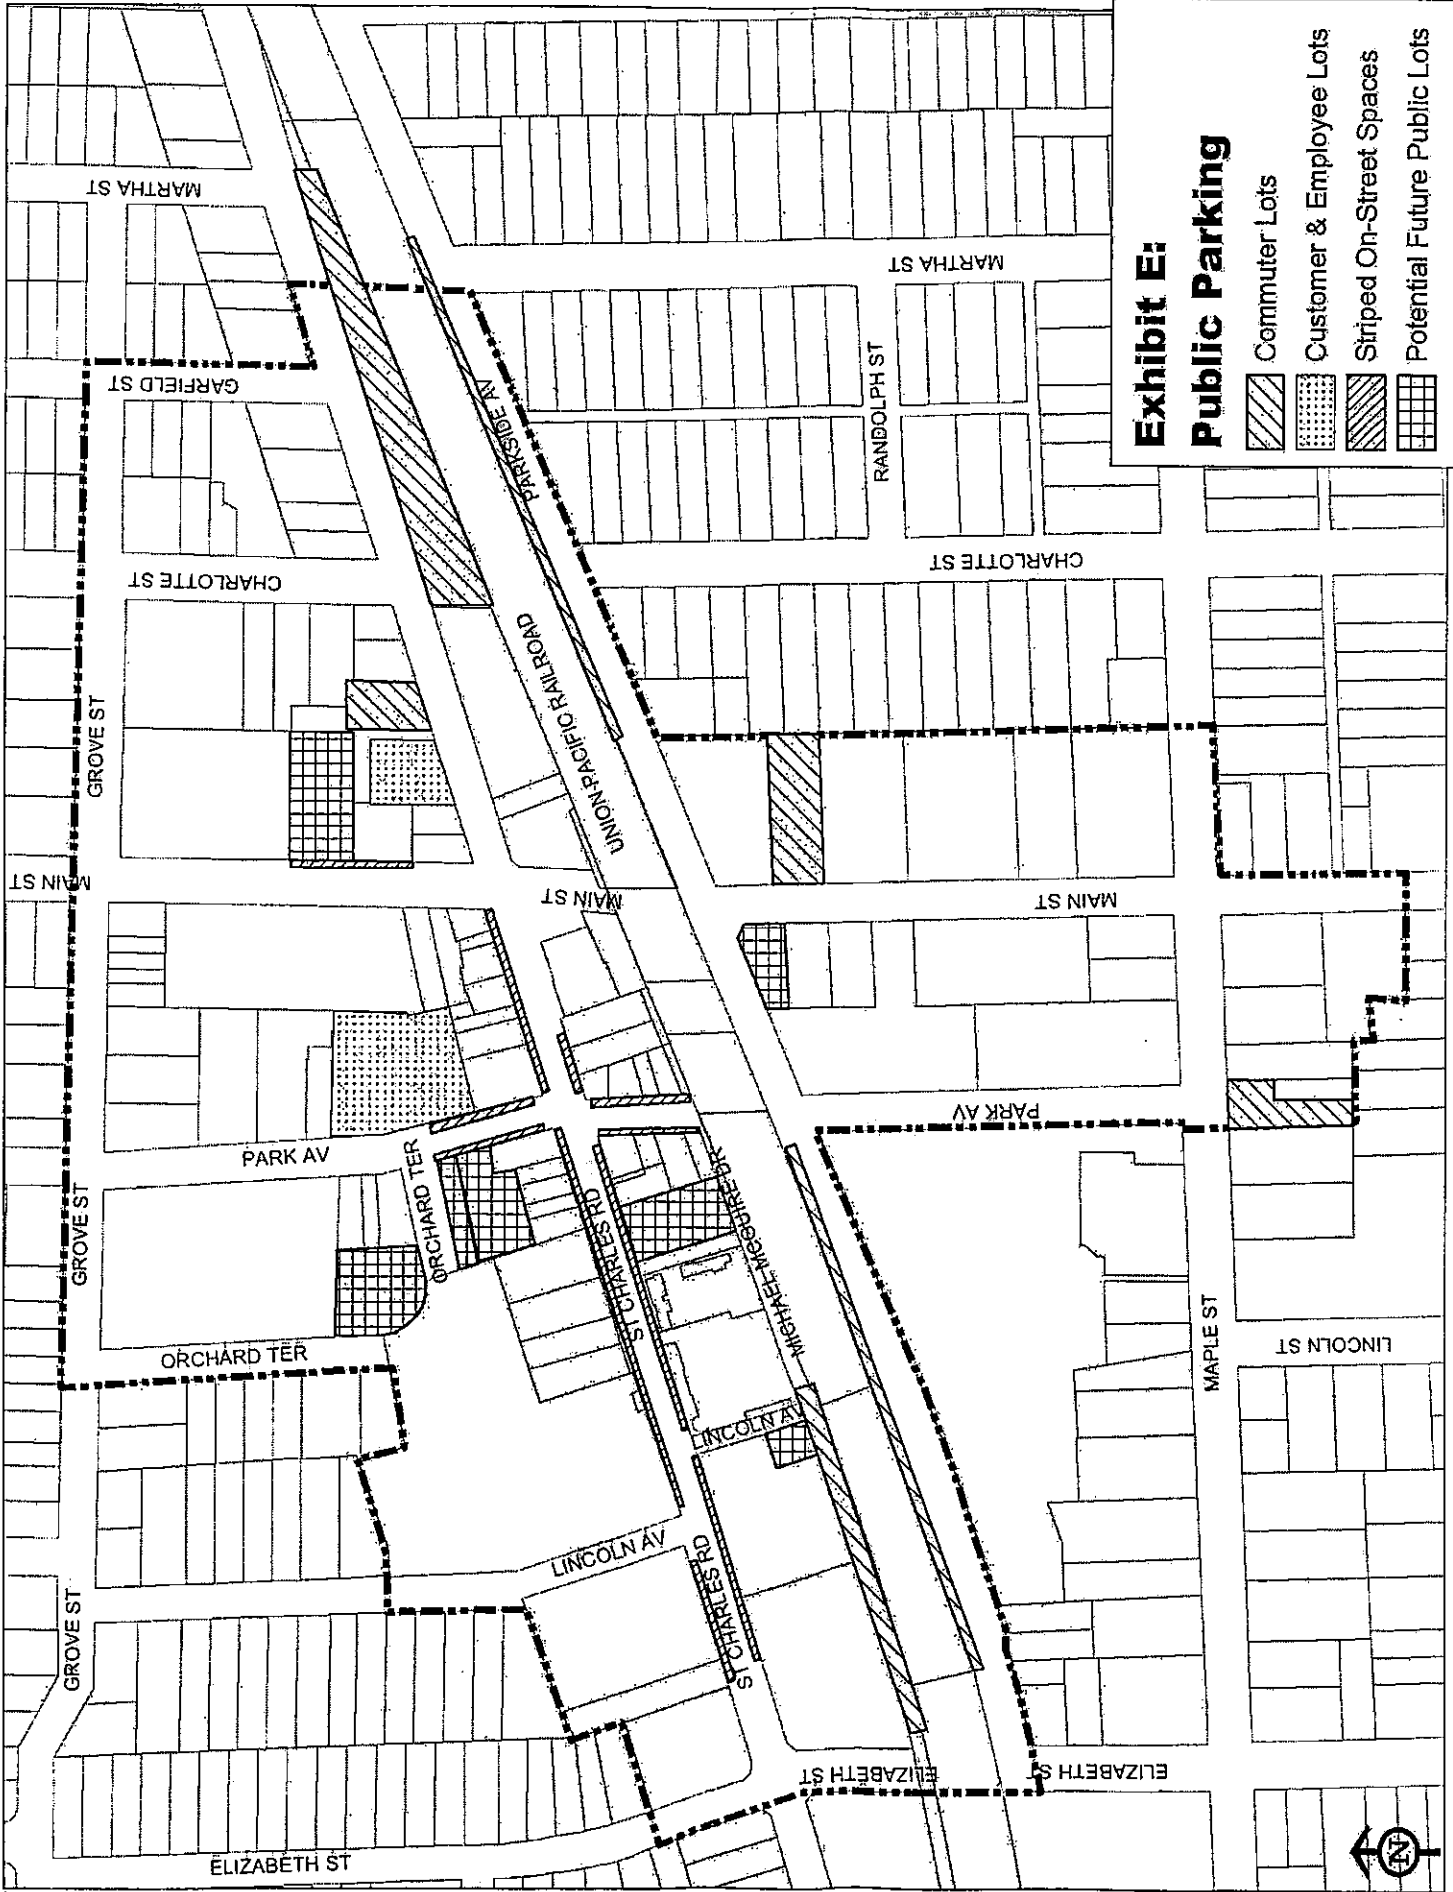 GROVE ST
GROVE ST
GROVE ST
ELIZABETH ST
ORCHARD TER
LINCOLN AV
PARK AV
ORCHARD TER
MAIN ST
CHARLOTTE ST
GARFIELD ST
MARTHA ST
ST CHARLES RD
ST CHARLES RD
LINCOLN AV
MICHAEL MCGUIRE DR
MAIN ST
UNION PACIFIC RAILROAD
PARKSIDE AV
ELIZABETH ST
ELIZABETH ST
PARK AV
MAIN ST
CHARLOTTE ST
RANDOLPH ST
MARTHA ST
MAPLE ST
LINCOLN ST
N
Exhibit E:
Public Parking
Commuter Lots
Customer & Employee Lots
Striped On-Street Spaces
Potential Future Public Lots